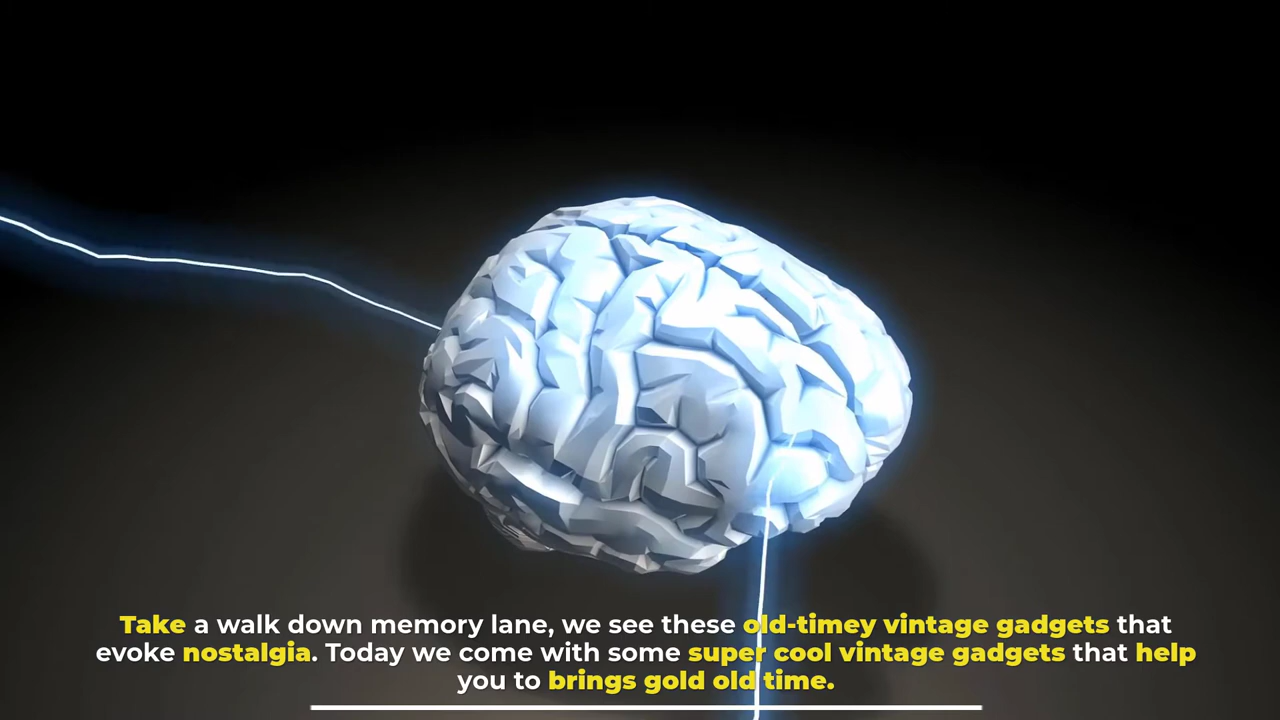 Take a walk down memory lane, we see these old-timey vintage gadgets that
evoke nostalgia. Today we come with some super cool vintage gadgets that help
you to brings gold old time.